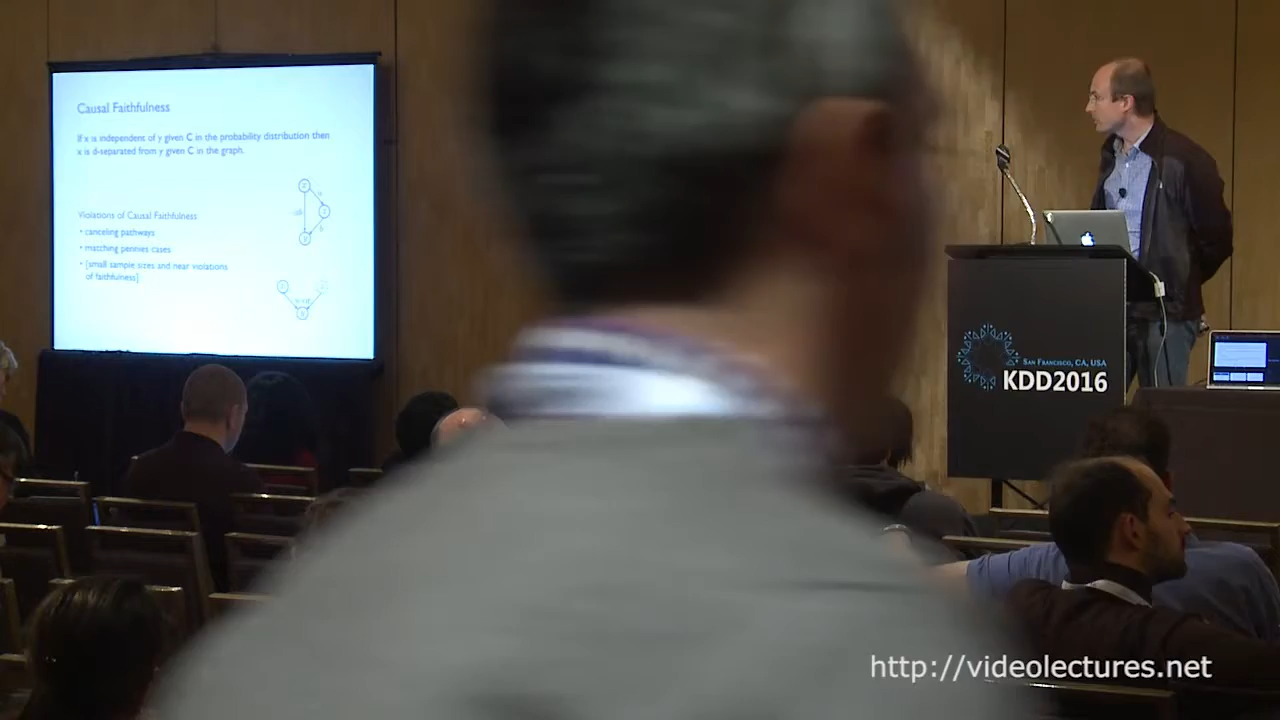 Causal Faithfulness
If x is independent of y given C in the probability distribution then
x is d-separated from y given C in the graph.
Violations of Causal Faithfulness
• canceling pathways
• matching pennies cases
• [small sample sizes and near violations
of faithfulness]
SAN FRANCISCO, CA, USA
KDD2016
http://videolectures.net